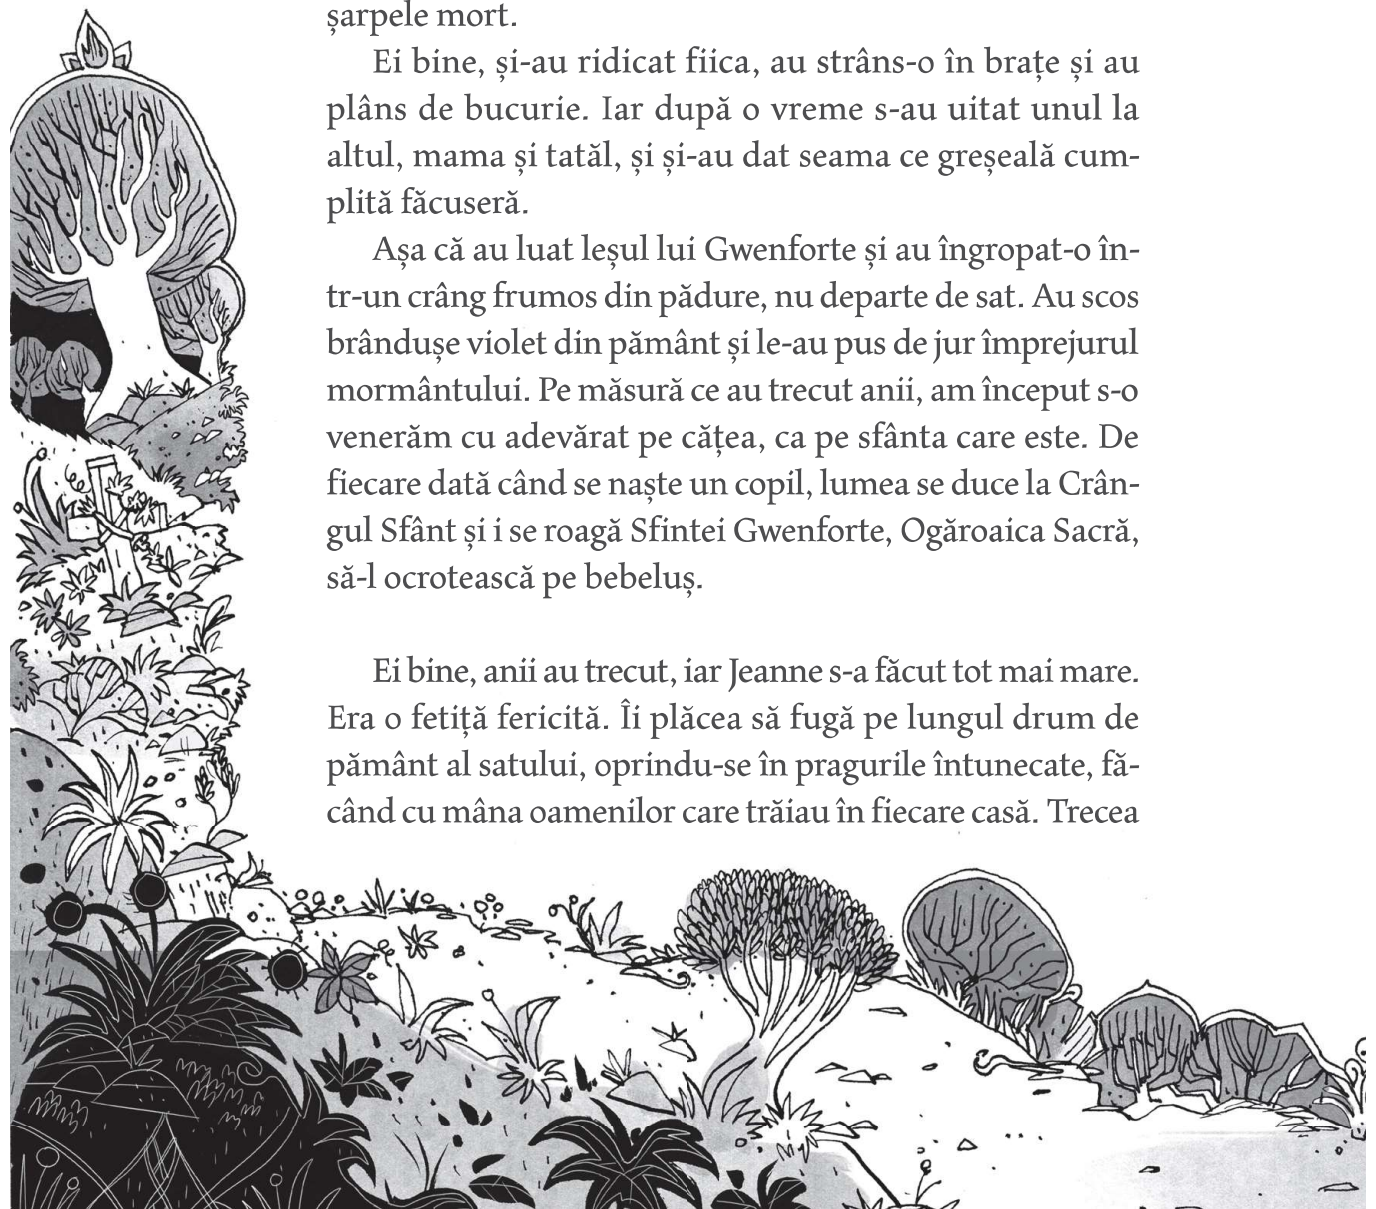 șarpele mort.
Ei bine, și-au ridicat fiica, au strâns-o în brațe și au
plâns de bucurie. Iar după o vreme s-au uitat unul la
altul, mama și tatăl, și și-au dat seama ce greșeală cum-
plită făcuseră.
Așa că au luat leșul lui Gwenforte și au îngropat-o în-
tr-un crâng frumos din pădure, nu departe de sat. Au scos
brândușe violet din pământ și le-au pus de jur împrejurul
mormântului. Pe măsură ce au trecut anii, am început s-o
venerăm cu adevărat pe cățea, ca pe sfânta care este. De
fiecare dată când se naște un copil, lumea se duce la Crân-
gul Sfânt și i se roagă Sfintei Gwenforte, Ogăroaica Sacră,
să-l ocrotească pe bebeluș.
Ei bine, anii au trecut, iar Jeanne s-a făcut tot mai mare.
Era o fetiță fericită. Îi plăcea să fugă pe lungul drum de
pământ al satului, oprindu-se în pragurile întunecate, fă-
când cu mâna oamenilor care trăiau în fiecare casă. Trecea